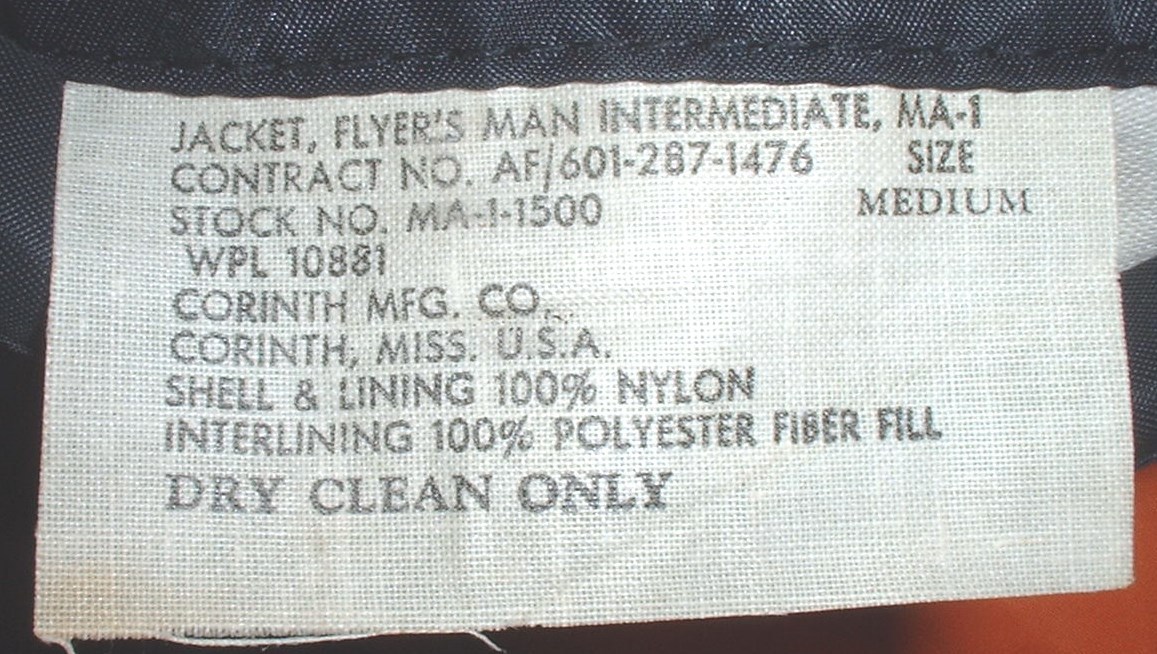 JACKET, FLYER'S MAN INTERMEDIATE, MA-1
CONTRACT NO. AF/601-287-1476 SIZE
STOCK NO. MA-1-1500 MEDIUM
WPL 10881
CORINTH MFG. CO.
CORINTH, MISS. U.S.A.
SHELL & LINING 100% NYLON
INTERLINING 100% POLYESTER FIBER FILL
DRY CLEAN ONLY